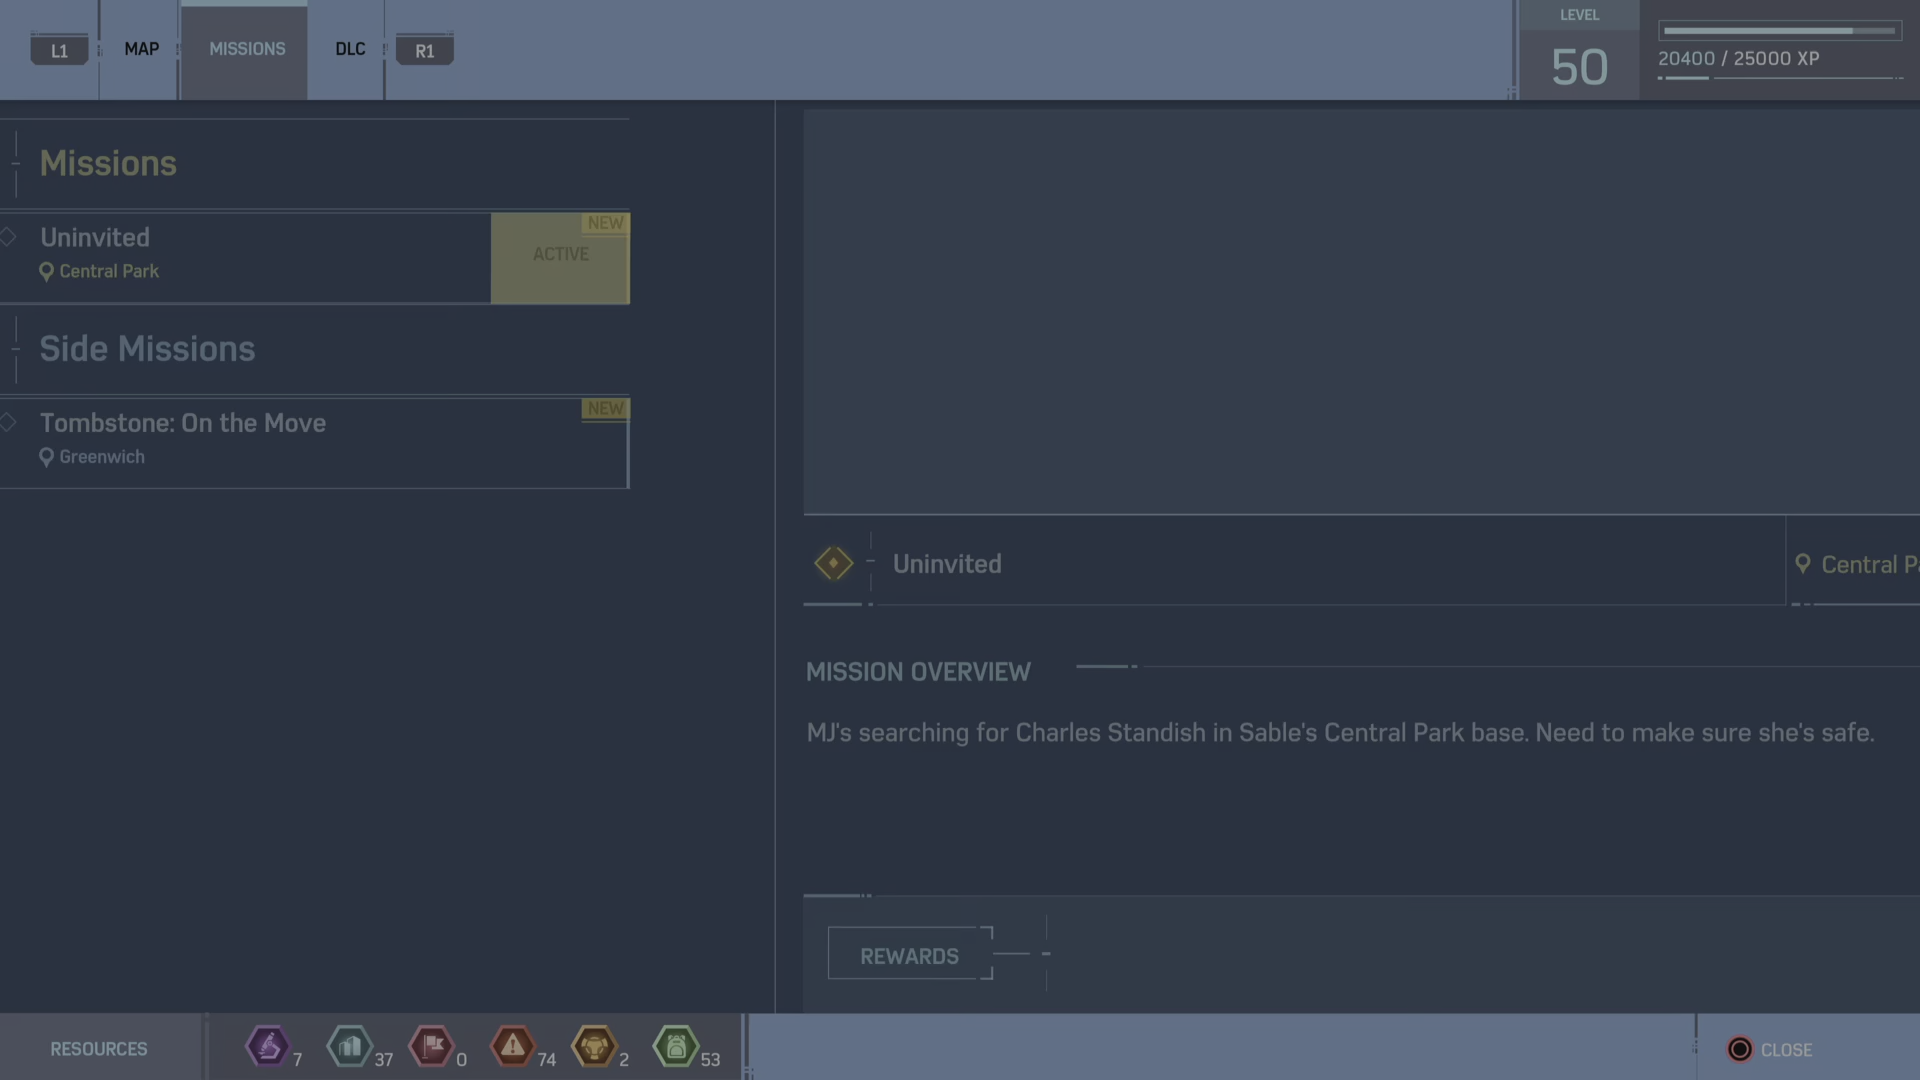 L1 MAP MISSIONS DLC R1
LEVEL
50
20400 / 25000 XP
Missions
Uninvited
Central Park
NEW
ACTIVE
Side Missions
Tombstone: On the Move
Greenwich
NEW
Uninvited
Central Pa
MISSION OVERVIEW
MJ's searching for Charles Standish in Sable's Central Park base. Need to make sure she's safe.
REWARDS
RESOURCES 7 37 0 74 2 53
CLOSE